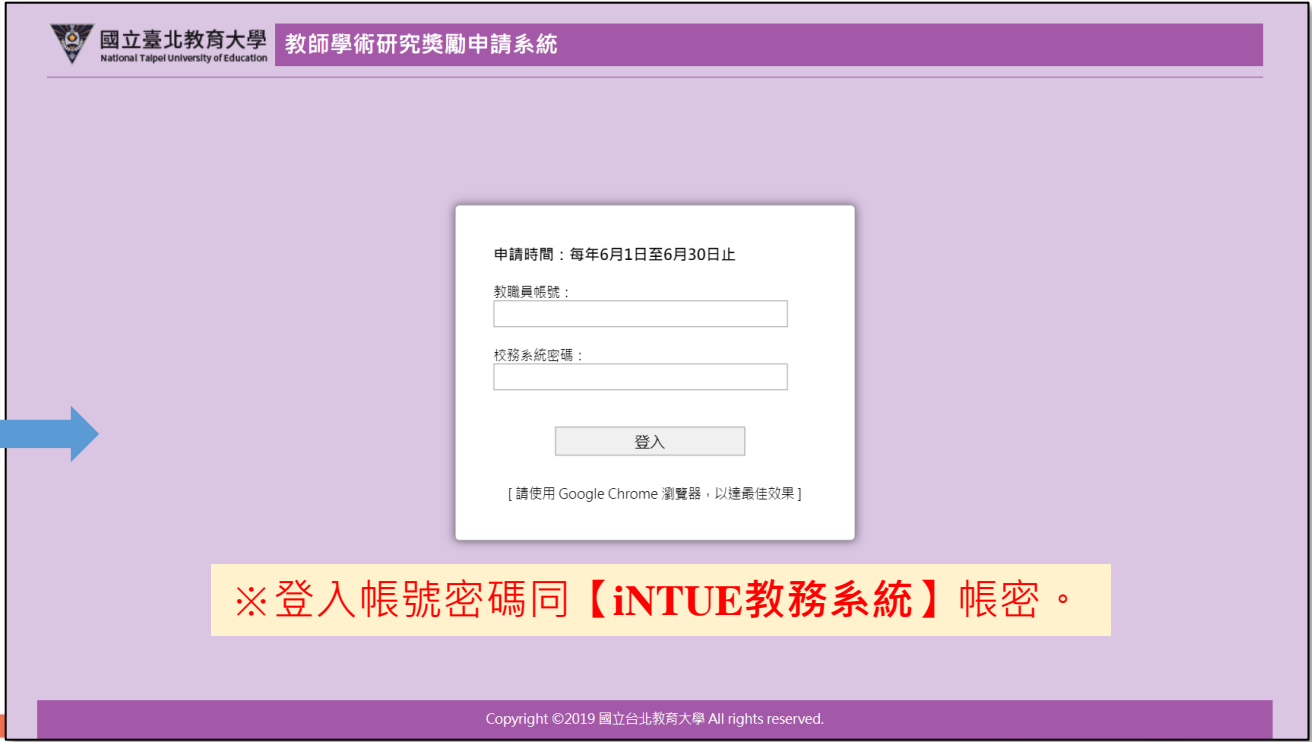 國立臺北教育大學
National Taipei University of Education
教師學術研究獎勵申請系統
申請時間：每年6月1日至6月30日止
教職員帳號：
校務系統密碼：
登入
[ 請使用 Google Chrome 瀏覽器，以達最佳效果 ]
※登入帳號密碼同【iNTUE教務系統】帳密。
Copyright ©2019 國立台北教育大學 All rights reserved.